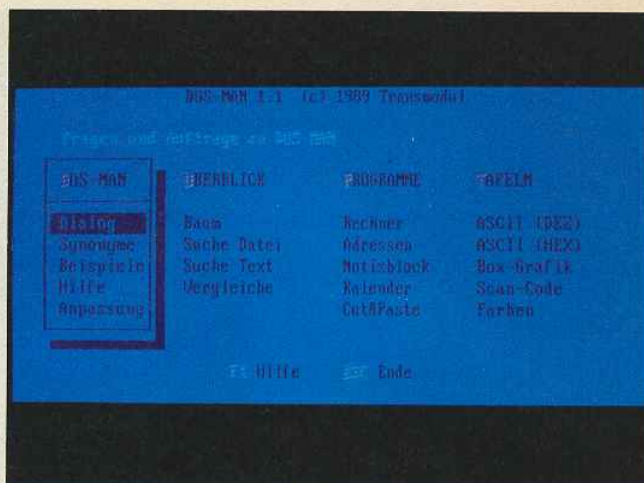 DOS-MAN 1.1 (c) 1989 Transmodul
Fragen und Aufträge an DOS-MAN
DOS-MAN ÜBERBLICK PROGRAMME TAFELN
Dialog Baum Rechner ASCII (DEZ)
Synonyme Suche Datei Adressen ASCII (HEX)
Beispiele Suche Text Notizblock Box-Grafik
Hilfe Vergleiche Kalender Scan-Code
Anpassung Cut&Paste Farben
F1 Hilfe ESC Ende